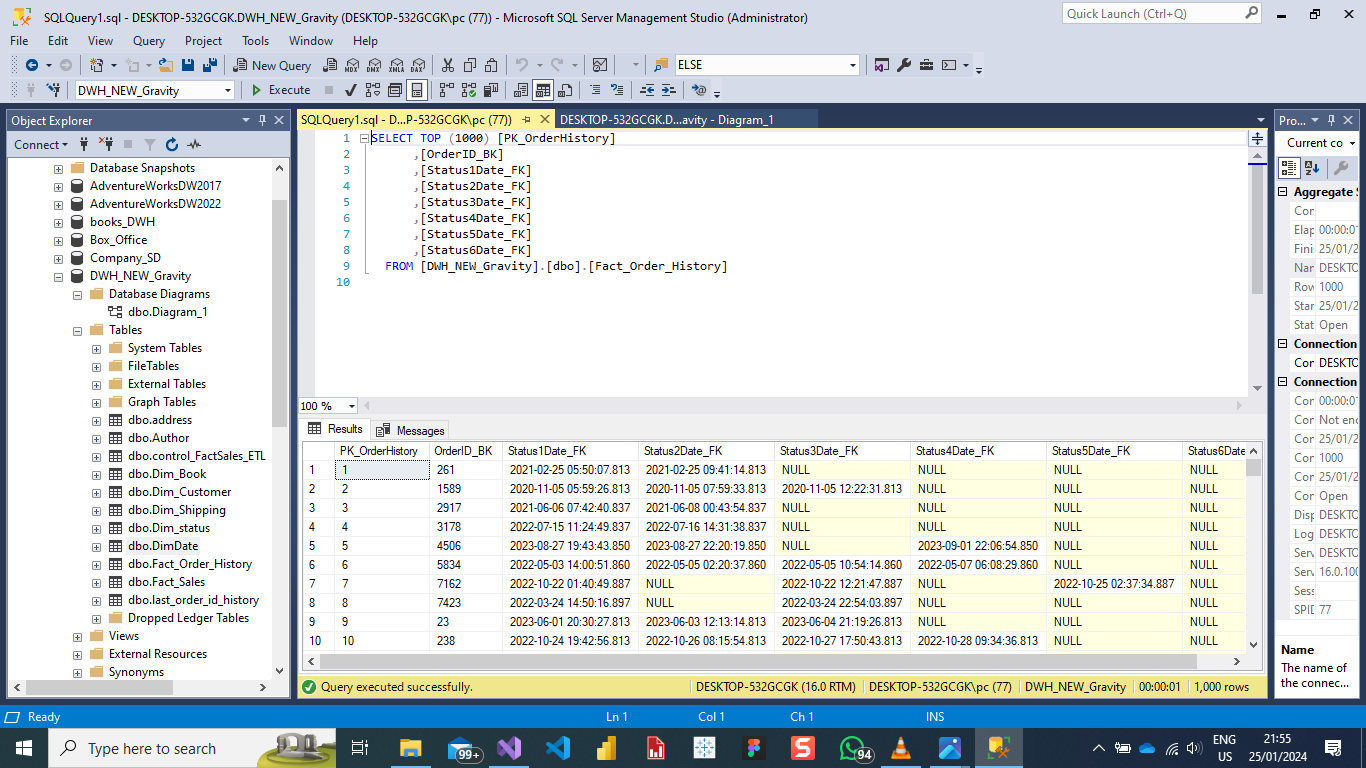 SQLQuery1.sql - DESKTOP-532GCGK.DWH_NEW_Gravity (DESKTOP-532GCGK\pc (77)) - Microsoft SQL Server Management Studio (Administrator)
Quick Launch (Ctrl+Q)
File Edit View Query Project Tools Window Help
New Query MDX DMX XMLA DAX ELSE
DWH_NEW_Gravity Execute
Object Explorer
Connect
Database Snapshots
AdventureWorksDW2017
AdventureWorksDW2022
books_DWH
Box_Office
Company_SD
DWH_NEW_Gravity
Database Diagrams
dbo.Diagram_1
Tables
System Tables
FileTables
External Tables
Graph Tables
dbo.address
dbo.Author
dbo.control_FactSales_ETL
dbo.Dim_Book
dbo.Dim_Customer
dbo.Dim_Shipping
dbo.Dim_status
dbo.DimDate
dbo.Fact_Order_History
dbo.Fact_Sales
dbo.last_order_id_history
Dropped Ledger Tables
Views
External Resources
Synonyms
SQLQuery1.sql - D...P-532GCGK\pc (77)) DESKTOP-532GCGK.D...avity - Diagram_1
1 SELECT TOP (1000) [PK_OrderHistory]
2 ,[OrderID_BK]
3 ,[Status1Date_FK]
4 ,[Status2Date_FK]
5 ,[Status3Date_FK]
6 ,[Status4Date_FK]
7 ,[Status5Date_FK]
8 ,[Status6Date_FK]
9 FROM [DWH_NEW_Gravity].[dbo].[Fact_Order_History]
10
100 %
Results Messages
PK_OrderHistory OrderID_BK Status1Date_FK Status2Date_FK Status3Date_FK Status4Date_FK Status5Date_FK Status6Date
1 1 261 2021-02-25 05:50:07.813 2021-02-25 09:41:14.813 NULL NULL NULL NULL
2 2 1589 2020-11-05 05:59:26.813 2020-11-05 07:59:33.813 2020-11-05 12:22:31.813 NULL NULL NULL
3 3 2917 2021-06-06 07:42:40.837 2021-06-08 00:43:54.837 NULL NULL NULL NULL
4 4 3178 2022-07-15 11:24:49.837 2022-07-16 14:31:38.837 NULL NULL NULL NULL
5 5 4506 2023-08-27 19:43:43.850 2023-08-27 22:20:19.850 NULL 2023-09-01 22:06:54.850 NULL NULL
6 6 5834 2022-05-03 14:00:51.860 2022-05-05 02:20:37.860 2022-05-05 10:54:14.860 2022-05-07 06:08:29.860 NULL NULL
7 7 7162 2022-10-22 01:40:49.887 NULL 2022-10-22 12:21:47.887 NULL 2022-10-25 02:37:34.887 NULL
8 8 7423 2022-03-24 14:50:16.897 NULL 2022-03-24 22:54:03.897 NULL NULL NULL
9 9 23 2023-06-01 20:30:27.813 2023-06-03 12:13:14.813 2023-06-04 21:19:26.813 NULL NULL NULL
10 10 238 2022-10-24 19:42:56.813 2022-10-26 08:15:54.813 2022-10-27 17:50:43.813 2022-10-28 09:34:36.813 NULL NULL
Query executed successfully. DESKTOP-532GCGK (16.0 RTM) DESKTOP-532GCGK\pc (77) DWH_NEW_Gravity 00:00:01 1,000 rows
Pro...
Current co
Aggregate S
Con
Elap 00:00:01
Fini 25/01/2
Nar DESKTO
Row 1000
Star 25/01/2
Stat Open
Connection
Cor DESKTO
Connection
Cor 00:00:01
Cor Not enc
Cor 25/01/2
Cor 1000
Cor 25/01/2
Cor Open
Disp DESKTO
Log DESKTO
Serv DESKTO
Serv 16.0.100
Sess
SPID 77
Name
The name of
the connec...
Ready Ln 1 Col 1 Ch 1 INS
Type here to search 99+ 94 ENG US 21:55 25/01/2024